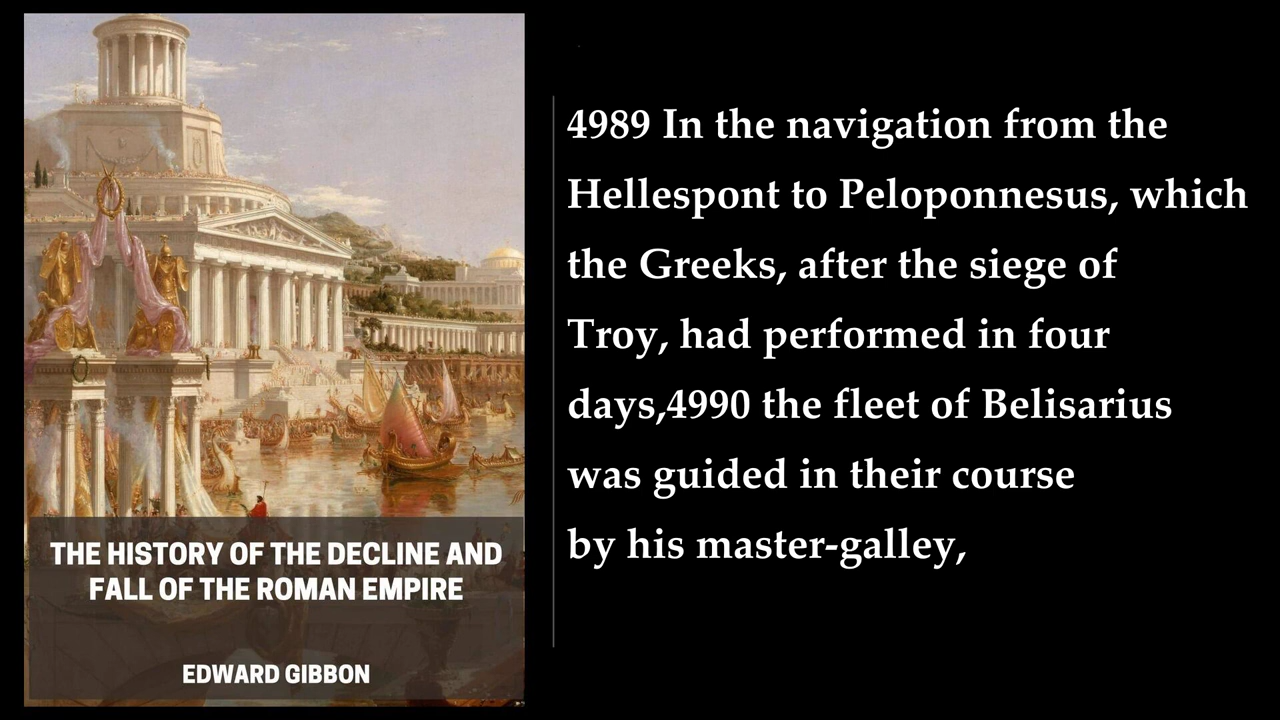 THE HISTORY OF THE DECLINE AND
FALL OF THE ROMAN EMPIRE
EDWARD GIBBON
4989 In the navigation from the
Hellespont to Peloponnesus, which
the Greeks, after the siege of
Troy, had performed in four
days,4990 the fleet of Belisarius
was guided in their course
by his master-galley,